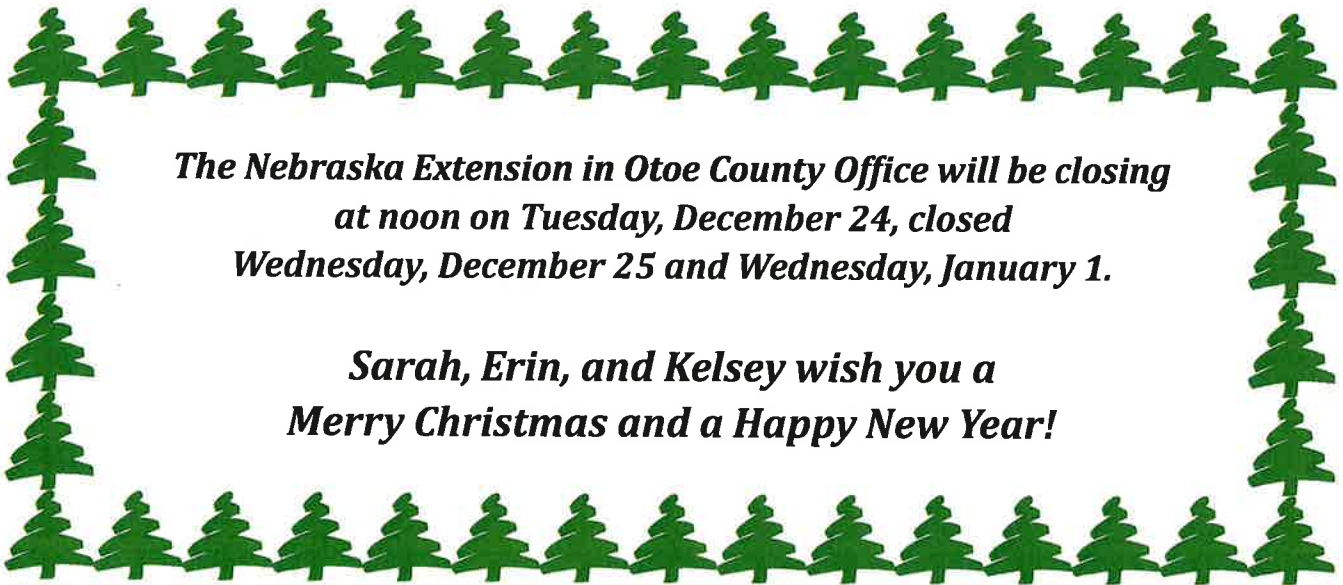 The Nebraska Extension in Otoe County Office will be closing
at noon on Tuesday, December 24, closed
Wednesday, December 25 and Wednesday, January 1.
Sarah, Erin, and Kelsey wish you a
Merry Christmas and a Happy New Year!